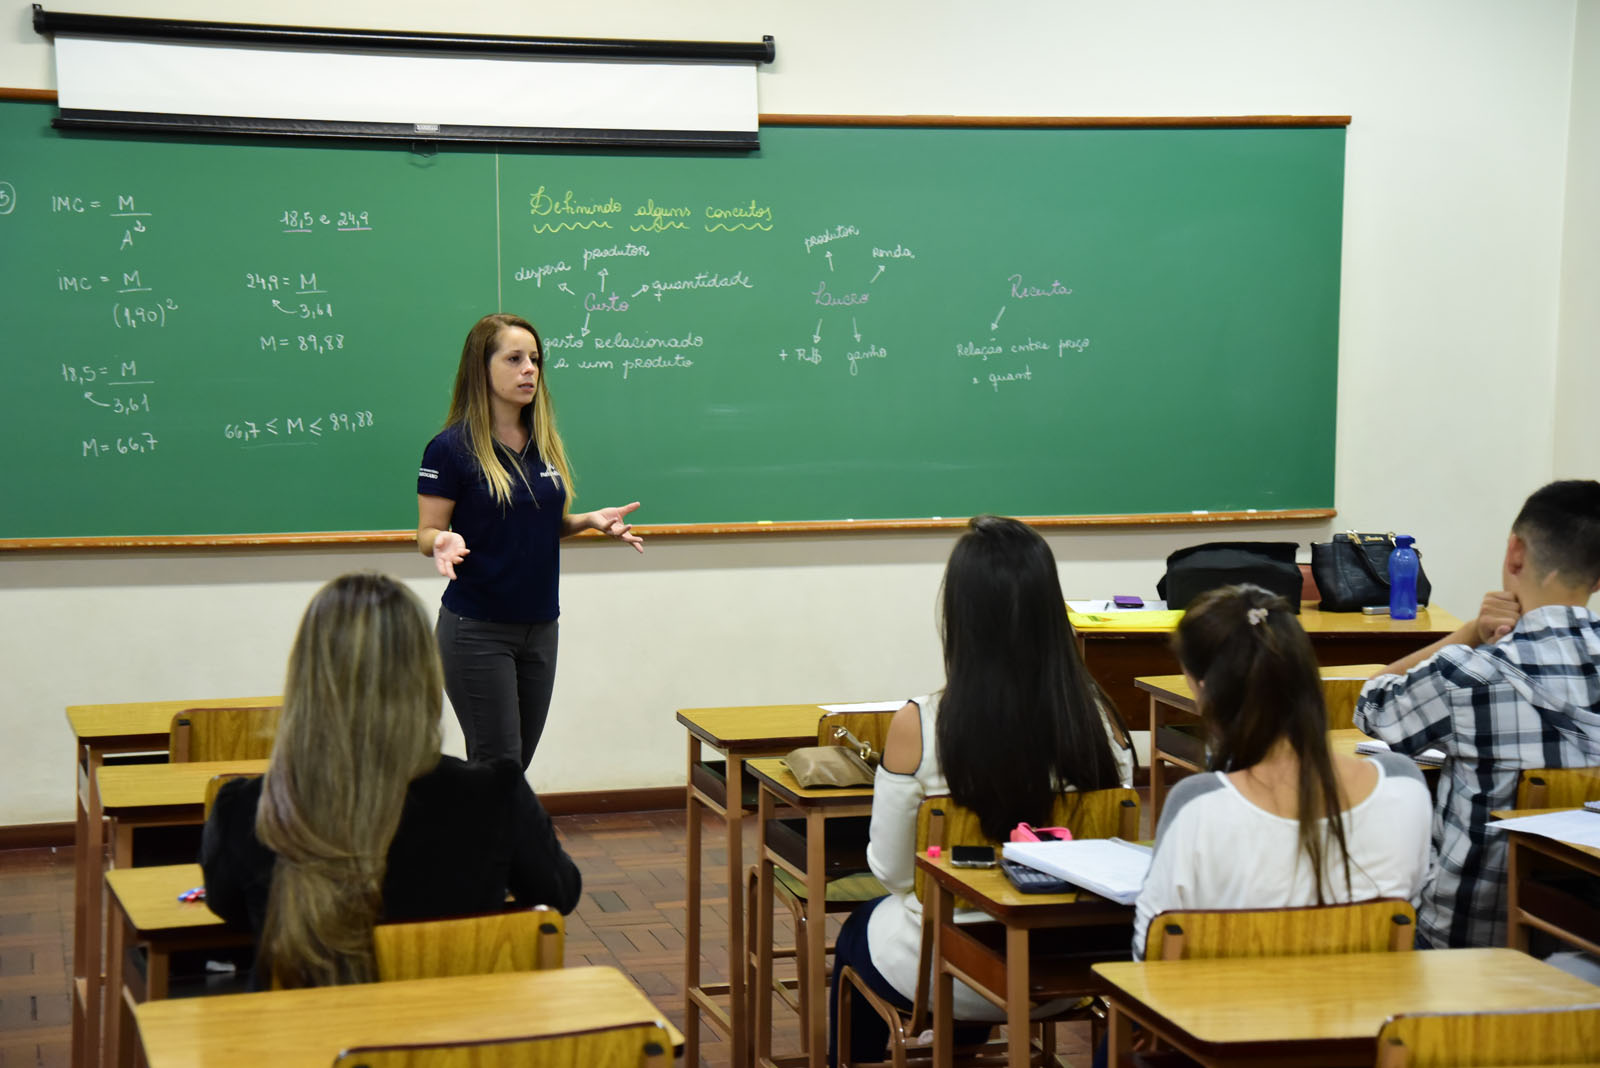 5
IMC = M
A²
IMC = M
(1,90)²
18,5 = M
3,61
M = 66,7
18,5 e 24,9
24,9 = M
3,61
M = 89,88
66,7 ≤ M ≤ 89,88
Definindo alguns conceitos
despesa
produtor
quantidade
Custo
gasto relacionado
a um produto
produtor
renda
Lucro
+ R$
ganho
Receita
Relação entre preço
e quant